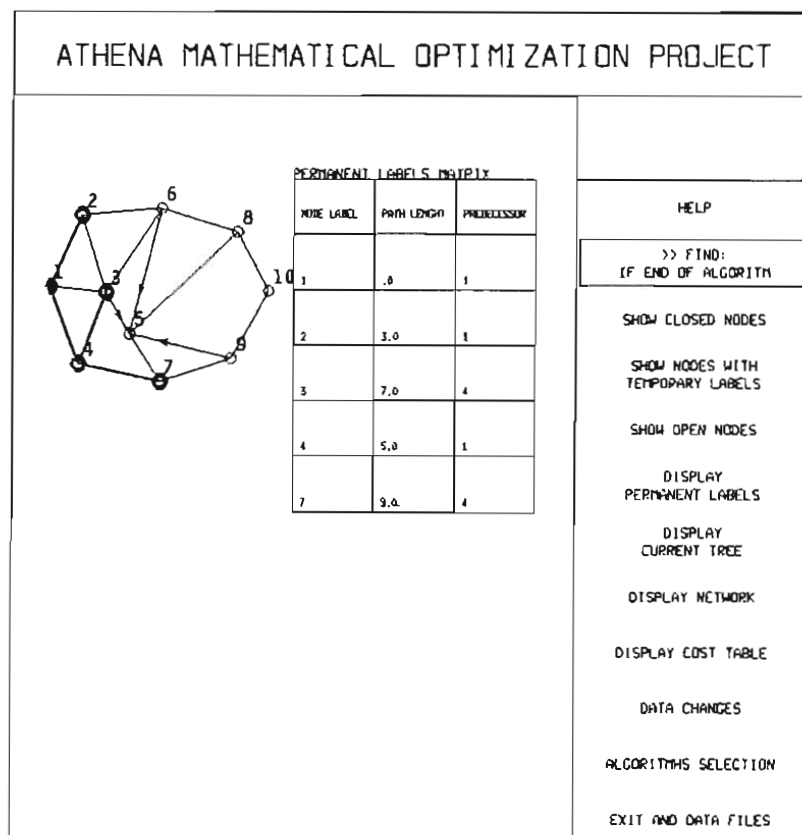 ATHENA MATHEMATICAL OPTIMIZATION PROJECT
2
6
8
1
3
10
5
4
7
9
PERMANENT LABELS MATRIX
NODE LABEL PATH LENGHT PREDECESSOR
1 .0 1
2 3.0 1
3 7.0 4
4 5.0 1
7 9.0 4
HELP
>> FIND:
IF END OF ALGORITM
SHOW CLOSED NODES
SHOW NODES WITH
TEMPORARY LABELS
SHOW OPEN NODES
DISPLAY
PERMANENT LABELS
DISPLAY
CURRENT TREE
DISPLAY NETWORK
DISPLAY COST TABLE
DATA CHANGES
ALGORITMHS SELECTION
EXIT AND DATA FILES